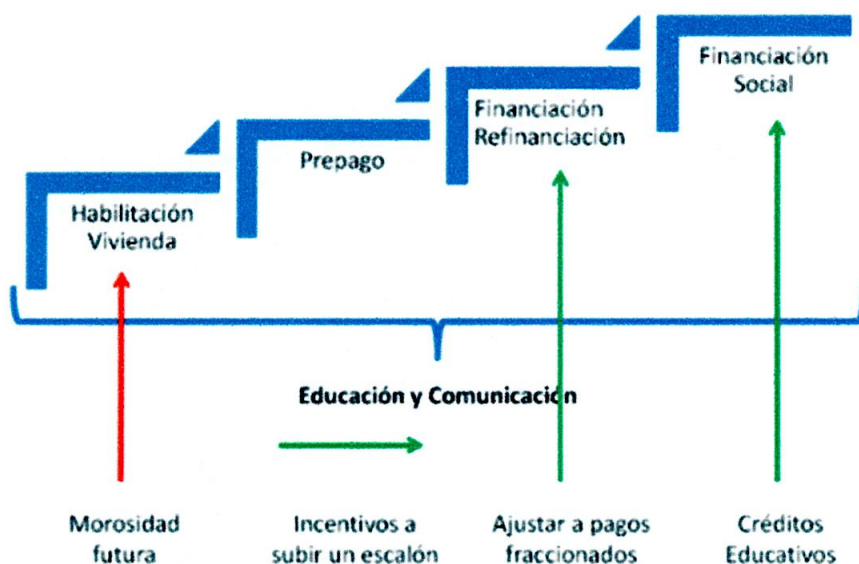 Financiación
Social
Financiación
Refinanciación
Prepago
Habilitación
Vivienda
Educación y Comunicación
Morosidad
futura
Incentivos a
subir un escalón
Ajustar a pagos
fraccionados
Créditos
Educativos